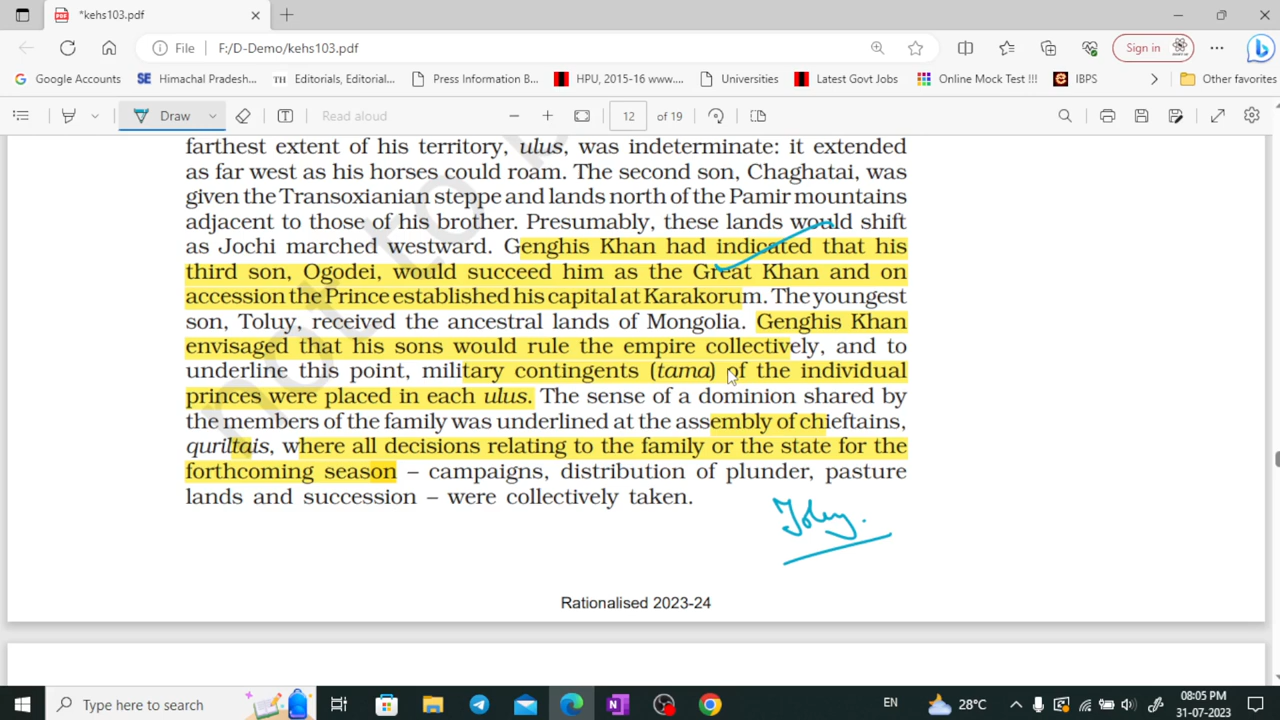 *kehs103.pdf
File F:/D-Demo/kehs103.pdf Sign in
Google Accounts SE Himachal Pradesh... TH Editorials, Editorial... Press Information B... HPU, 2015-16 www.... Universities Latest Govt Jobs Online Mock Test !!! IBPS Other favorites
Draw Read aloud 12 of 19
farthest extent of his territory, ulus, was indeterminate: it extended
as far west as his horses could roam. The second son, Chaghatai, was
given the Transoxianian steppe and lands north of the Pamir mountains
adjacent to those of his brother. Presumably, these lands would shift
as Jochi marched westward. Genghis Khan had indicated that his
third son, Ogodei, would succeed him as the Great Khan and on
accession the Prince established his capital at Karakorum. The youngest
son, Toluy, received the ancestral lands of Mongolia. Genghis Khan
envisaged that his sons would rule the empire collectively, and to
underline this point, military contingents (tama) of the individual
princes were placed in each ulus. The sense of a dominion shared by
the members of the family was underlined at the assembly of chieftains,
quriltais, where all decisions relating to the family or the state for the
forthcoming season – campaigns, distribution of plunder, pasture
lands and succession – were collectively taken.
Toluy.
Rationalised 2023-24
not to b
Type here to search EN 28°C 08:05 PM
31-07-2023